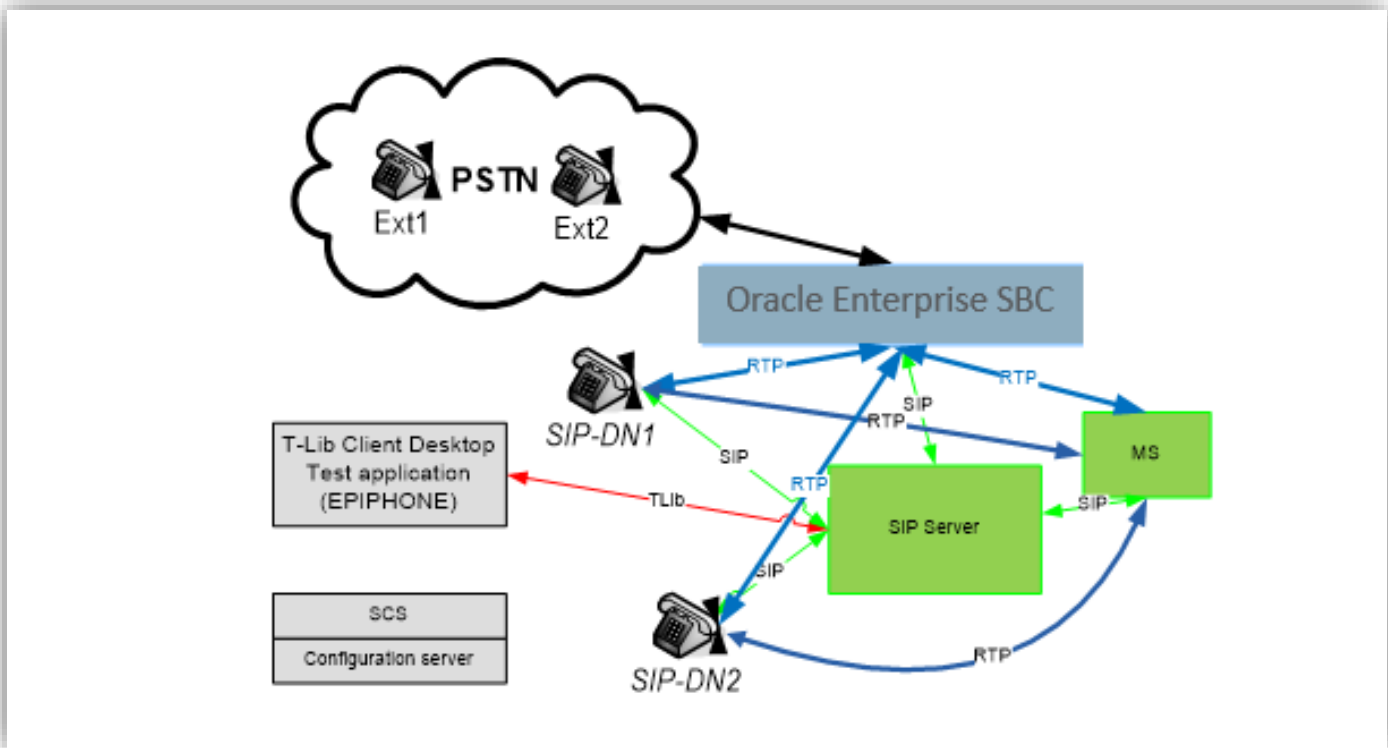 PSTN
Ext1
Ext2
Oracle Enterprise SBC
RTP
RTP
SIP
RTP
SIP-DN1
MS
T-Lib Client Desktop
Test application
(EPIPHONE)
SIP
RTP
TLib
SIP
SIP Server
SIP
SCS
Configuration server
RTP
SIP-DN2